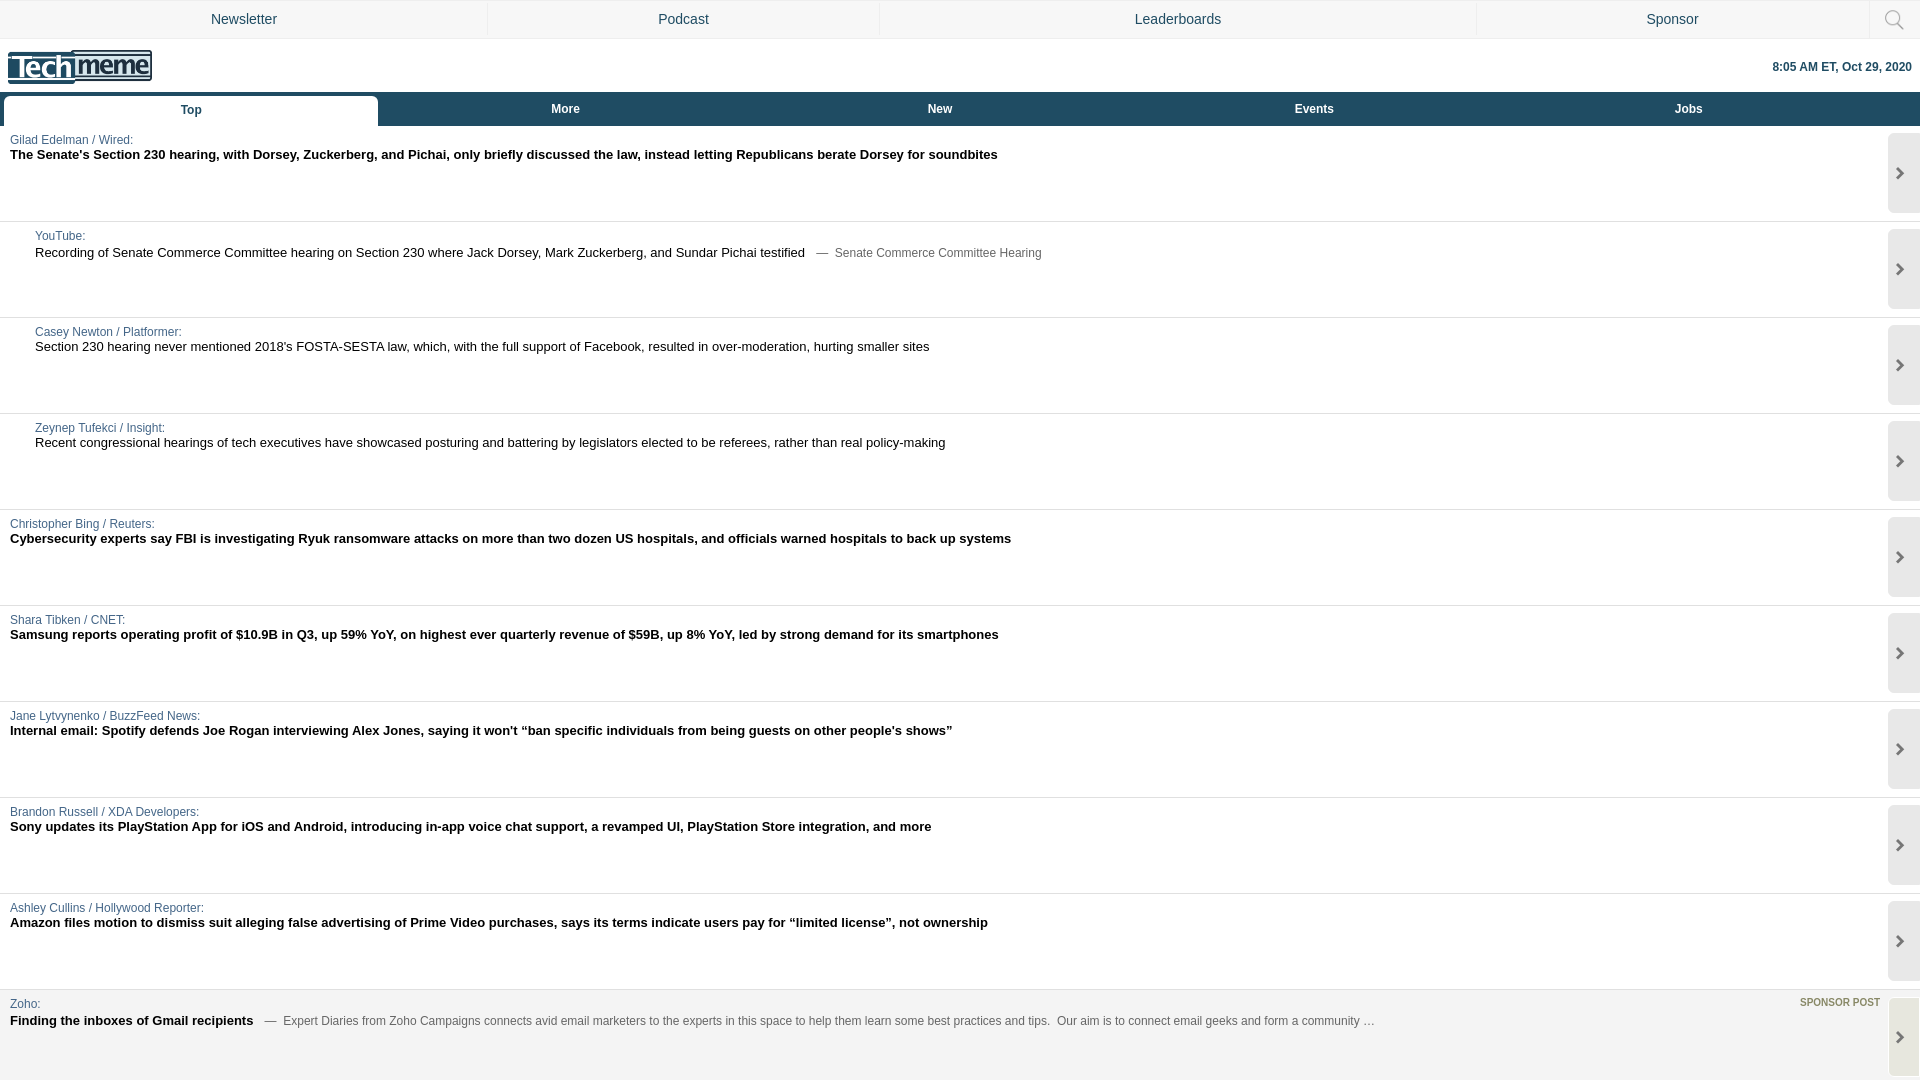 Newsletter
Podcast
Leaderboards
Sponsor
Techmeme
8:05 AM ET, Oct 29, 2020
Top
More
New
Events
Jobs
Gilad Edelman / Wired:
The Senate's Section 230 hearing, with Dorsey, Zuckerberg, and Pichai, only briefly discussed the law, instead letting Republicans berate Dorsey for soundbites
YouTube:
Recording of Senate Commerce Committee hearing on Section 230 where Jack Dorsey, Mark Zuckerberg, and Sundar Pichai testified — Senate Commerce Committee Hearing
Casey Newton / Platformer:
Section 230 hearing never mentioned 2018's FOSTA-SESTA law, which, with the full support of Facebook, resulted in over-moderation, hurting smaller sites
Zeynep Tufekci / Insight:
Recent congressional hearings of tech executives have showcased posturing and battering by legislators elected to be referees, rather than real policy-making
Christopher Bing / Reuters:
Cybersecurity experts say FBI is investigating Ryuk ransomware attacks on more than two dozen US hospitals, and officials warned hospitals to back up systems
Shara Tibken / CNET:
Samsung reports operating profit of $10.9B in Q3, up 59% YoY, on highest ever quarterly revenue of $59B, up 8% YoY, led by strong demand for its smartphones
Jane Lytvynenko / BuzzFeed News:
Internal email: Spotify defends Joe Rogan interviewing Alex Jones, saying it won't “ban specific individuals from being guests on other people's shows”
Brandon Russell / XDA Developers:
Sony updates its PlayStation App for iOS and Android, introducing in-app voice chat support, a revamped UI, PlayStation Store integration, and more
Ashley Cullins / Hollywood Reporter:
Amazon files motion to dismiss suit alleging false advertising of Prime Video purchases, says its terms indicate users pay for “limited license”, not ownership
Zoho:
SPONSOR POST
Finding the inboxes of Gmail recipients — Expert Diaries from Zoho Campaigns connects avid email marketers to the experts in this space to help them learn some best practices and tips. Our aim is to connect email geeks and form a community …